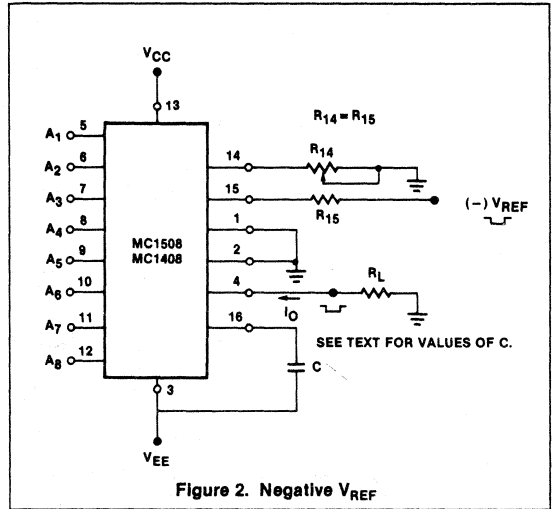 VCC
13
R14 = R15
A1 5
14
R14
A2 6
A3 7
15
R15
(–) VREF
A4 8
1
MC1508
MC1408
A5 9
2
A6 10
4
RL
IO
A7 11
16
SEE TEXT FOR VALUES OF C.
A8 12
C
3
VEE
Figure 2. Negative VREF